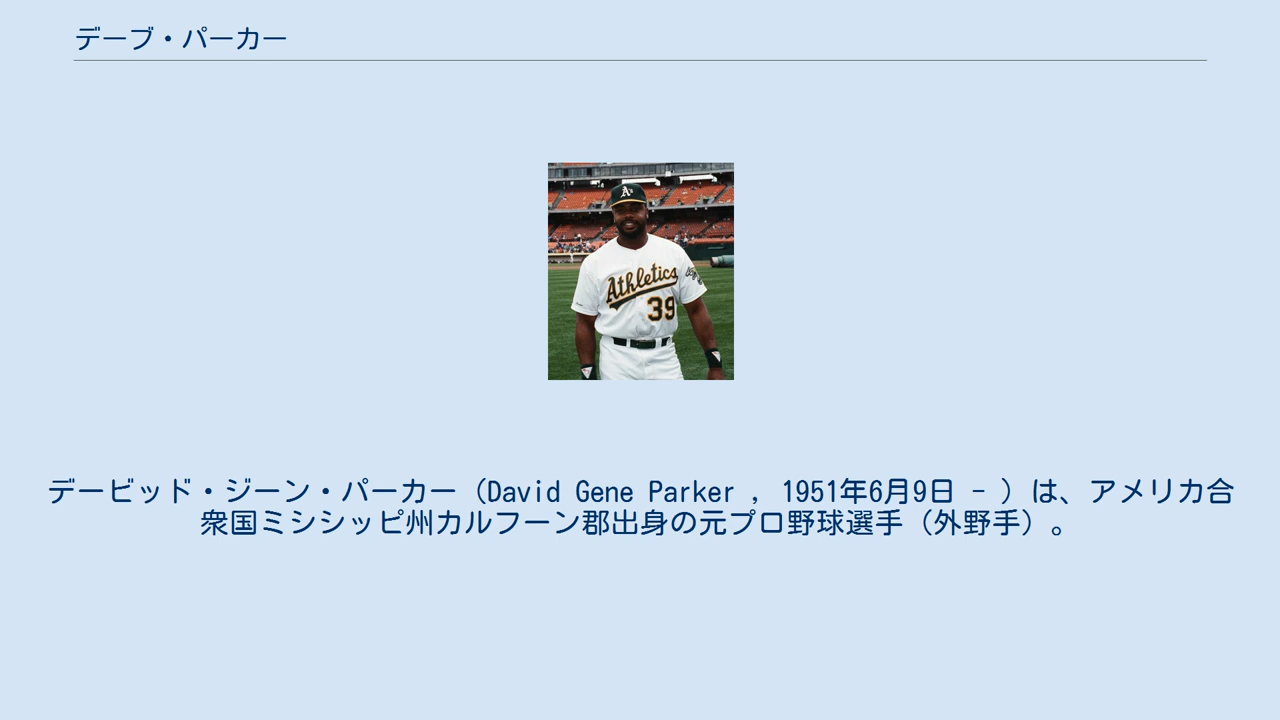 デーブ・パーカー
A's
Athletics
39
デービッド・ジーン・パーカー（David Gene Parker , 1951年6月9日 - ）は、アメリカ合
衆国ミシシッピ州カルフーン郡出身の元プロ野球選手（外野手）。